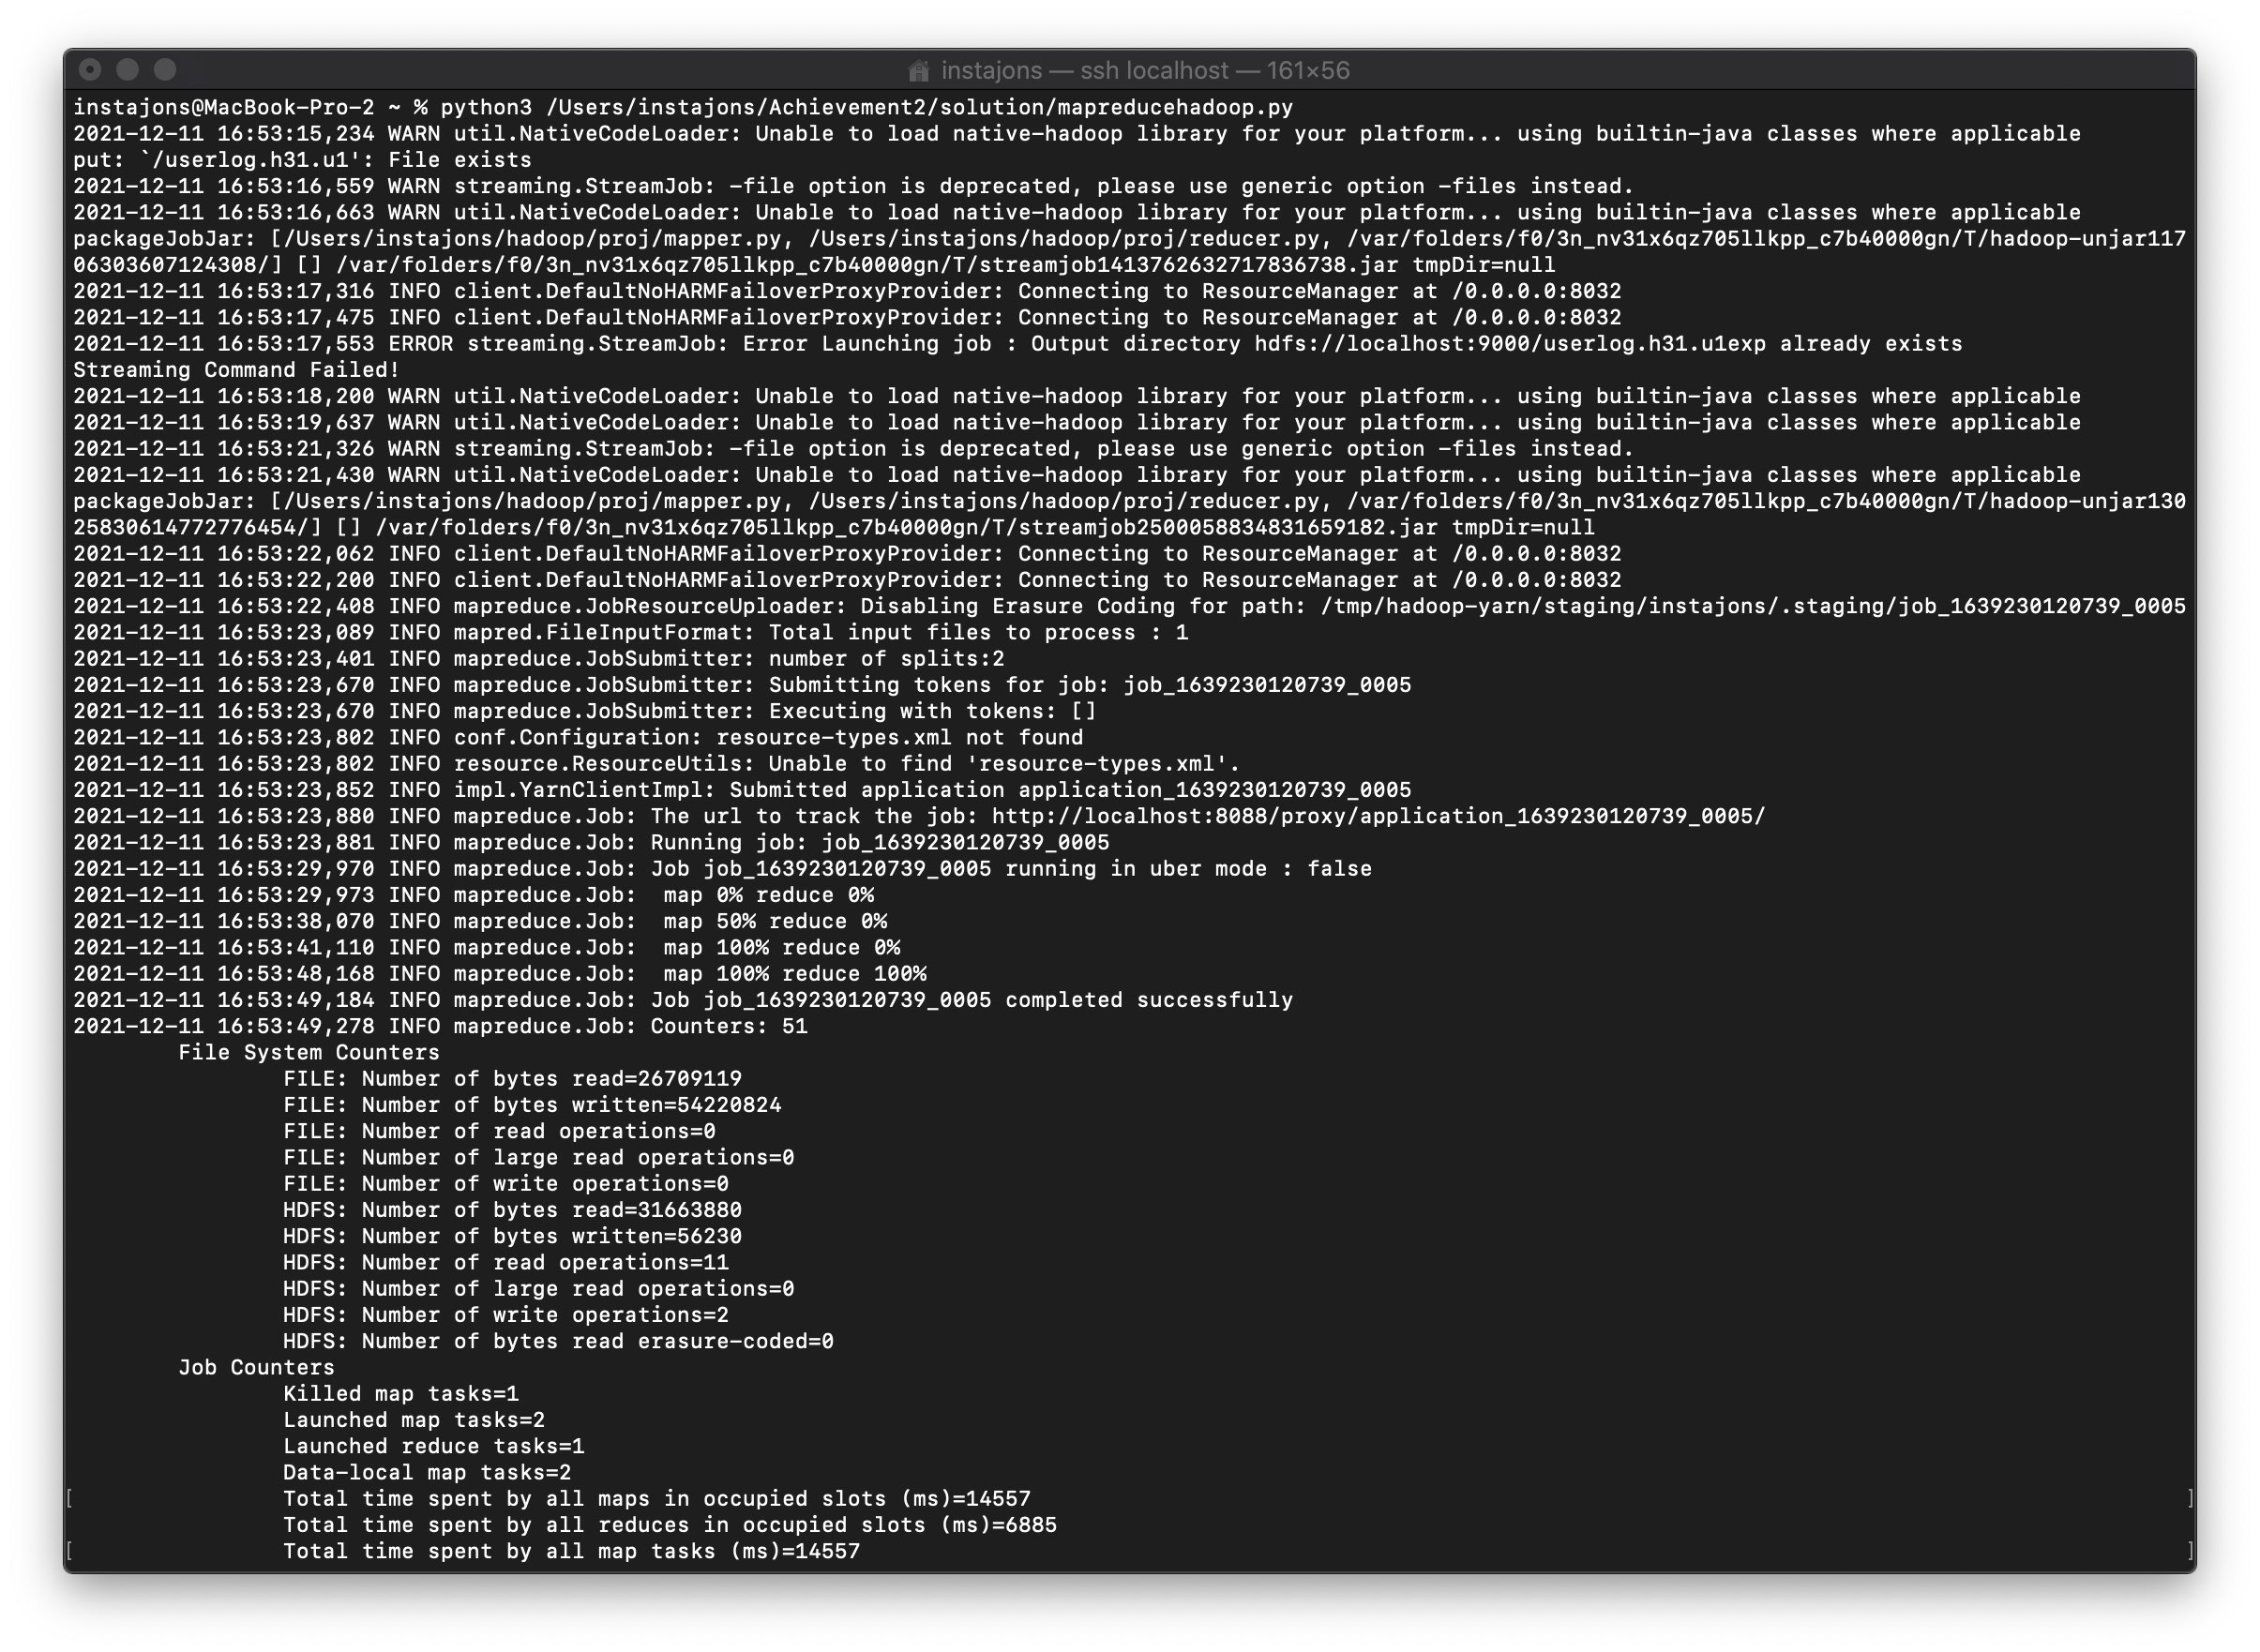 instajons — ssh localhost — 161×56
instajons@MacBook-Pro-2 ~ % python3 /Users/instajons/Achievement2/solution/mapreducehadoop.py
2021-12-11 16:53:15,234 WARN util.NativeCodeLoader: Unable to load native-hadoop library for your platform... using builtin-java classes where applicable
put: `/userlog.h31.u1': File exists
2021-12-11 16:53:16,559 WARN streaming.StreamJob: -file option is deprecated, please use generic option -files instead.
2021-12-11 16:53:16,663 WARN util.NativeCodeLoader: Unable to load native-hadoop library for your platform... using builtin-java classes where applicable
packageJobJar: [/Users/instajons/hadoop/proj/mapper.py, /Users/instajons/hadoop/proj/reducer.py, /var/folders/f0/3n_nv31x6qz705llkpp_c7b40000gn/T/hadoop-unjar117
06303607124308/] [] /var/folders/f0/3n_nv31x6qz705llkpp_c7b40000gn/T/streamjob1413762632717836738.jar tmpDir=null
2021-12-11 16:53:17,316 INFO client.DefaultNoHARMFailoverProxyProvider: Connecting to ResourceManager at /0.0.0.0:8032
2021-12-11 16:53:17,475 INFO client.DefaultNoHARMFailoverProxyProvider: Connecting to ResourceManager at /0.0.0.0:8032
2021-12-11 16:53:17,553 ERROR streaming.StreamJob: Error Launching job : Output directory hdfs://localhost:9000/userlog.h31.u1exp already exists
Streaming Command Failed!
2021-12-11 16:53:18,200 WARN util.NativeCodeLoader: Unable to load native-hadoop library for your platform... using builtin-java classes where applicable
2021-12-11 16:53:19,637 WARN util.NativeCodeLoader: Unable to load native-hadoop library for your platform... using builtin-java classes where applicable
2021-12-11 16:53:21,326 WARN streaming.StreamJob: -file option is deprecated, please use generic option -files instead.
2021-12-11 16:53:21,430 WARN util.NativeCodeLoader: Unable to load native-hadoop library for your platform... using builtin-java classes where applicable
packageJobJar: [/Users/instajons/hadoop/proj/mapper.py, /Users/instajons/hadoop/proj/reducer.py, /var/folders/f0/3n_nv31x6qz705llkpp_c7b40000gn/T/hadoop-unjar130
25830614772776454/] [] /var/folders/f0/3n_nv31x6qz705llkpp_c7b40000gn/T/streamjob2500058834831659182.jar tmpDir=null
2021-12-11 16:53:22,062 INFO client.DefaultNoHARMFailoverProxyProvider: Connecting to ResourceManager at /0.0.0.0:8032
2021-12-11 16:53:22,200 INFO client.DefaultNoHARMFailoverProxyProvider: Connecting to ResourceManager at /0.0.0.0:8032
2021-12-11 16:53:22,408 INFO mapreduce.JobResourceUploader: Disabling Erasure Coding for path: /tmp/hadoop-yarn/staging/instajons/.staging/job_1639230120739_0005
2021-12-11 16:53:23,089 INFO mapred.FileInputFormat: Total input files to process : 1
2021-12-11 16:53:23,401 INFO mapreduce.JobSubmitter: number of splits:2
2021-12-11 16:53:23,670 INFO mapreduce.JobSubmitter: Submitting tokens for job: job_1639230120739_0005
2021-12-11 16:53:23,670 INFO mapreduce.JobSubmitter: Executing with tokens: []
2021-12-11 16:53:23,802 INFO conf.Configuration: resource-types.xml not found
2021-12-11 16:53:23,802 INFO resource.ResourceUtils: Unable to find 'resource-types.xml'.
2021-12-11 16:53:23,852 INFO impl.YarnClientImpl: Submitted application application_1639230120739_0005
2021-12-11 16:53:23,880 INFO mapreduce.Job: The url to track the job: http://localhost:8088/proxy/application_1639230120739_0005/
2021-12-11 16:53:23,881 INFO mapreduce.Job: Running job: job_1639230120739_0005
2021-12-11 16:53:29,970 INFO mapreduce.Job: Job job_1639230120739_0005 running in uber mode : false
2021-12-11 16:53:29,973 INFO mapreduce.Job:  map 0% reduce 0%
2021-12-11 16:53:38,070 INFO mapreduce.Job:  map 50% reduce 0%
2021-12-11 16:53:41,110 INFO mapreduce.Job:  map 100% reduce 0%
2021-12-11 16:53:48,168 INFO mapreduce.Job:  map 100% reduce 100%
2021-12-11 16:53:49,184 INFO mapreduce.Job: Job job_1639230120739_0005 completed successfully
2021-12-11 16:53:49,278 INFO mapreduce.Job: Counters: 51
File System Counters
FILE: Number of bytes read=26709119
FILE: Number of bytes written=54220824
FILE: Number of read operations=0
FILE: Number of large read operations=0
FILE: Number of write operations=0
HDFS: Number of bytes read=31663880
HDFS: Number of bytes written=56230
HDFS: Number of read operations=11
HDFS: Number of large read operations=0
HDFS: Number of write operations=2
HDFS: Number of bytes read erasure-coded=0
Job Counters
Killed map tasks=1
Launched map tasks=2
Launched reduce tasks=1
Data-local map tasks=2
[ Total time spent by all maps in occupied slots (ms)=14557 ]
Total time spent by all reduces in occupied slots (ms)=6885
[ Total time spent by all map tasks (ms)=14557 ]